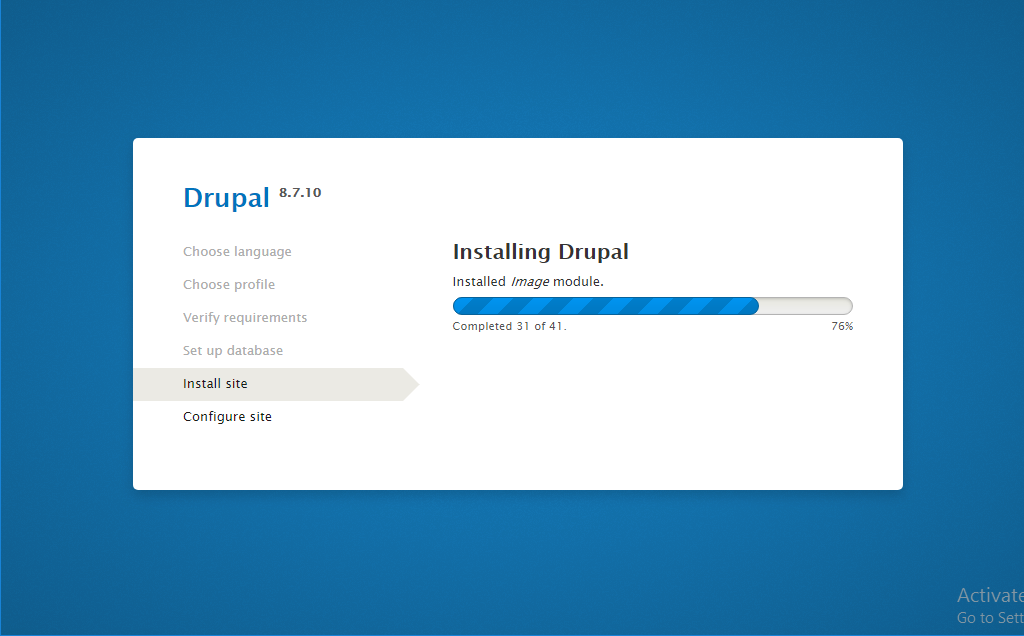 Drupal 8.7.10
Choose language
Choose profile
Verify requirements
Set up database
Install site
Configure site
Installing Drupal
Installed Image module.
Completed 31 of 41. 76%
Activate
Go to Sett